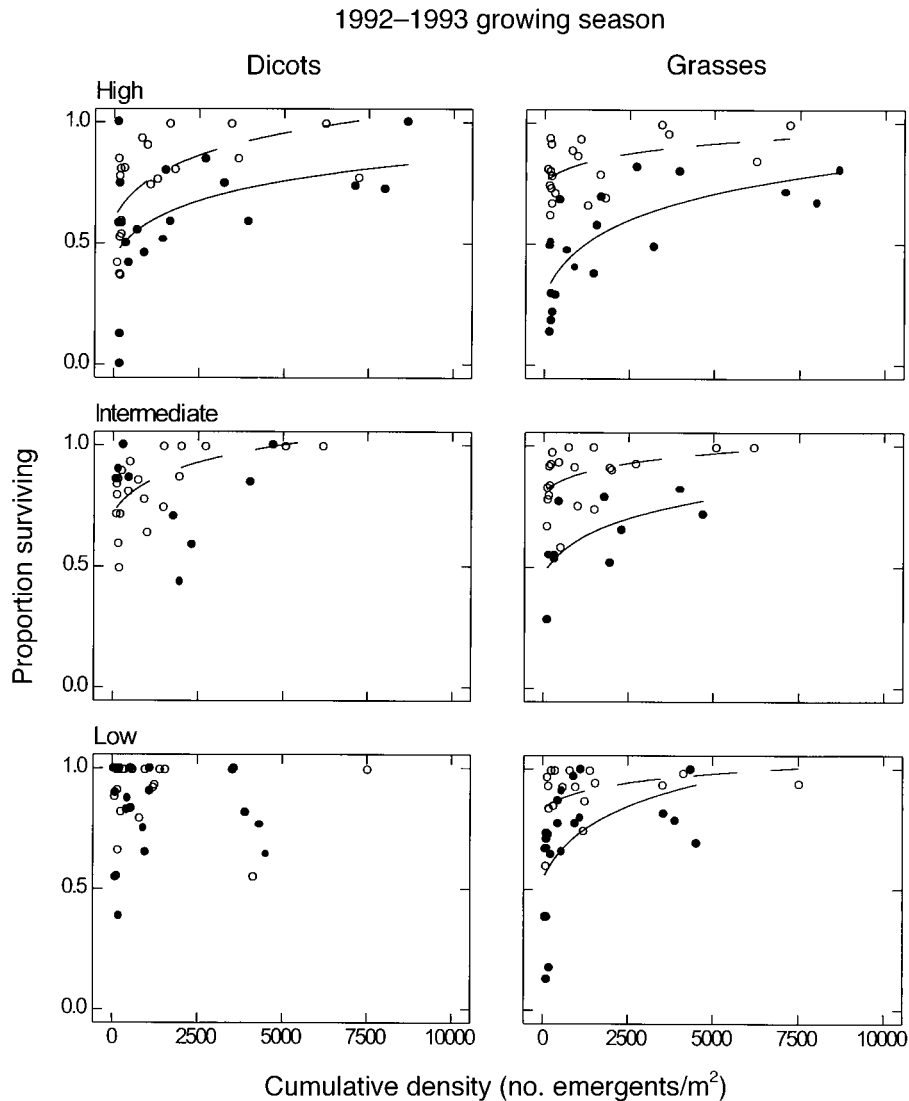 1992–1993 growing season
Dicots
Grasses
High
1.0
0.5
0.0
Intermediate
1.0
0.5
0.0
Proportion surviving
Low
1.0
0.5
0.0
0 2500 5000 7500 10000
0 2500 5000 7500 10000
Cumulative density (no. emergents/m²)